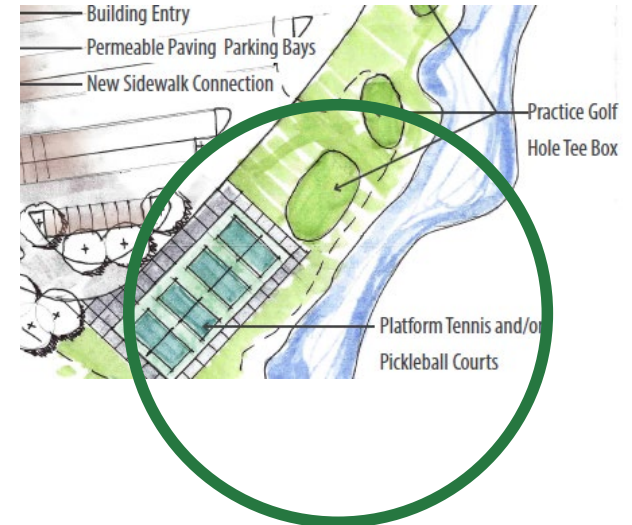 Building Entry
Permeable Paving Parking Bays
New Sidewalk Connection
Practice Golf
Hole Tee Box
Platform Tennis and/or
Pickleball Courts